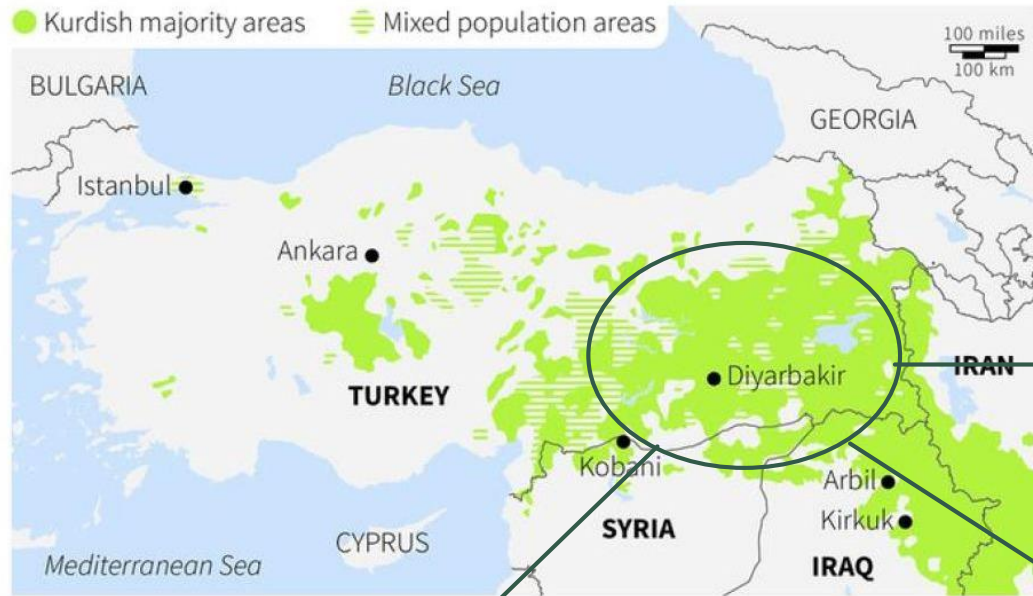 Kurdish majority areas
Mixed population areas
100 miles
100 km
BULGARIA
Black Sea
GEORGIA
Istanbul
Ankara
TURKEY
Diyarbakir
IRAN
Kobani
Arbil
Kirkuk
SYRIA
CYPRUS
IRAQ
Mediterranean Sea